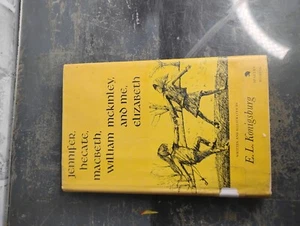 JENNIFER,
HECATE,
MACBETH,
WILLIAM McKINLEY,
AND ME,
ELIZABETH
E. L. Konigsburg